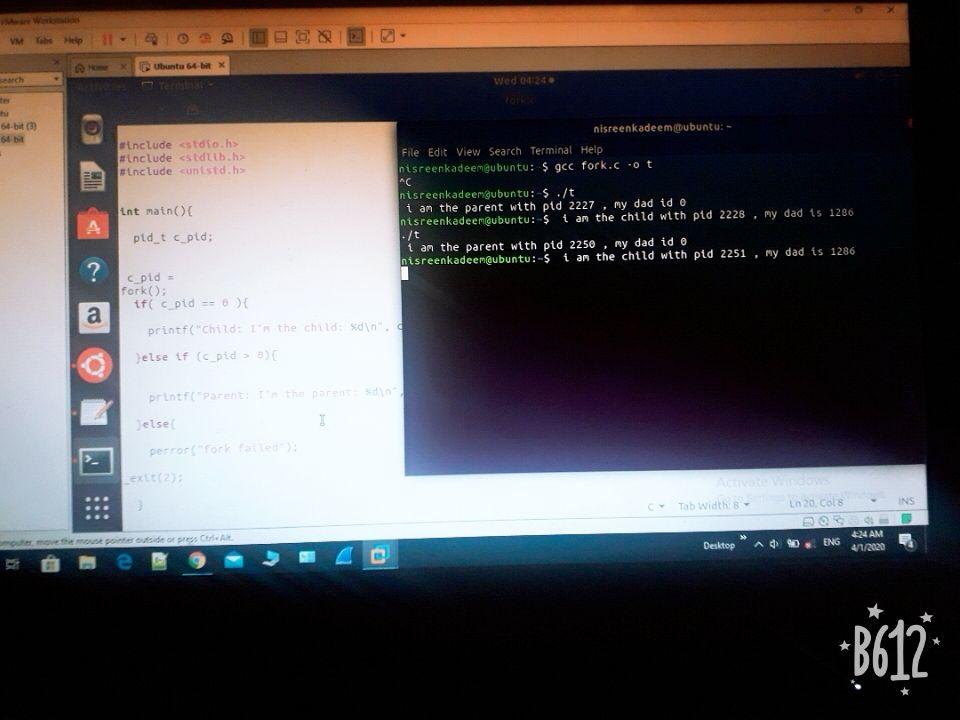 VMware Workstation
VM Tabs Help
Home
Ubuntu 64-bit
search
64-bit (3)
64-bit
Activities
Terminal
Wed 04:24
#include <stdio.h>
#include <stdlib.h>
#include <unistd.h>
int main(){
pid_t c_pid;
c_pid =
fork();
if( c_pid == 0 ){
printf("Child: I'm the child: %d\n", c
}else if (c_pid > 0){
printf("Parent: I'm the parent: %d\n",
}else{
perror("fork failed");
_exit(2);
}
nisreenkadeem@ubuntu: ~
File Edit View Search Terminal Help
nisreenkadeem@ubuntu:~$ gcc fork.c -o t
^C
nisreenkadeem@ubuntu:~$ ./t
i am the parent with pid 2227 , my dad id 0
nisreenkadeem@ubuntu:~$ i am the child with pid 2228 , my dad is 1286
./t
i am the parent with pid 2250 , my dad id 0
nisreenkadeem@ubuntu:~$ i am the child with pid 2251 , my dad is 1286
Activate Windows
Go to Settings to activate Windows.
C Tab Width: 8 Ln 20, Col 8 INS
computer, move the mouse pointer outside or press Ctrl+Alt.
Desktop
ENG
4:24 AM
4/1/2020
4
B612